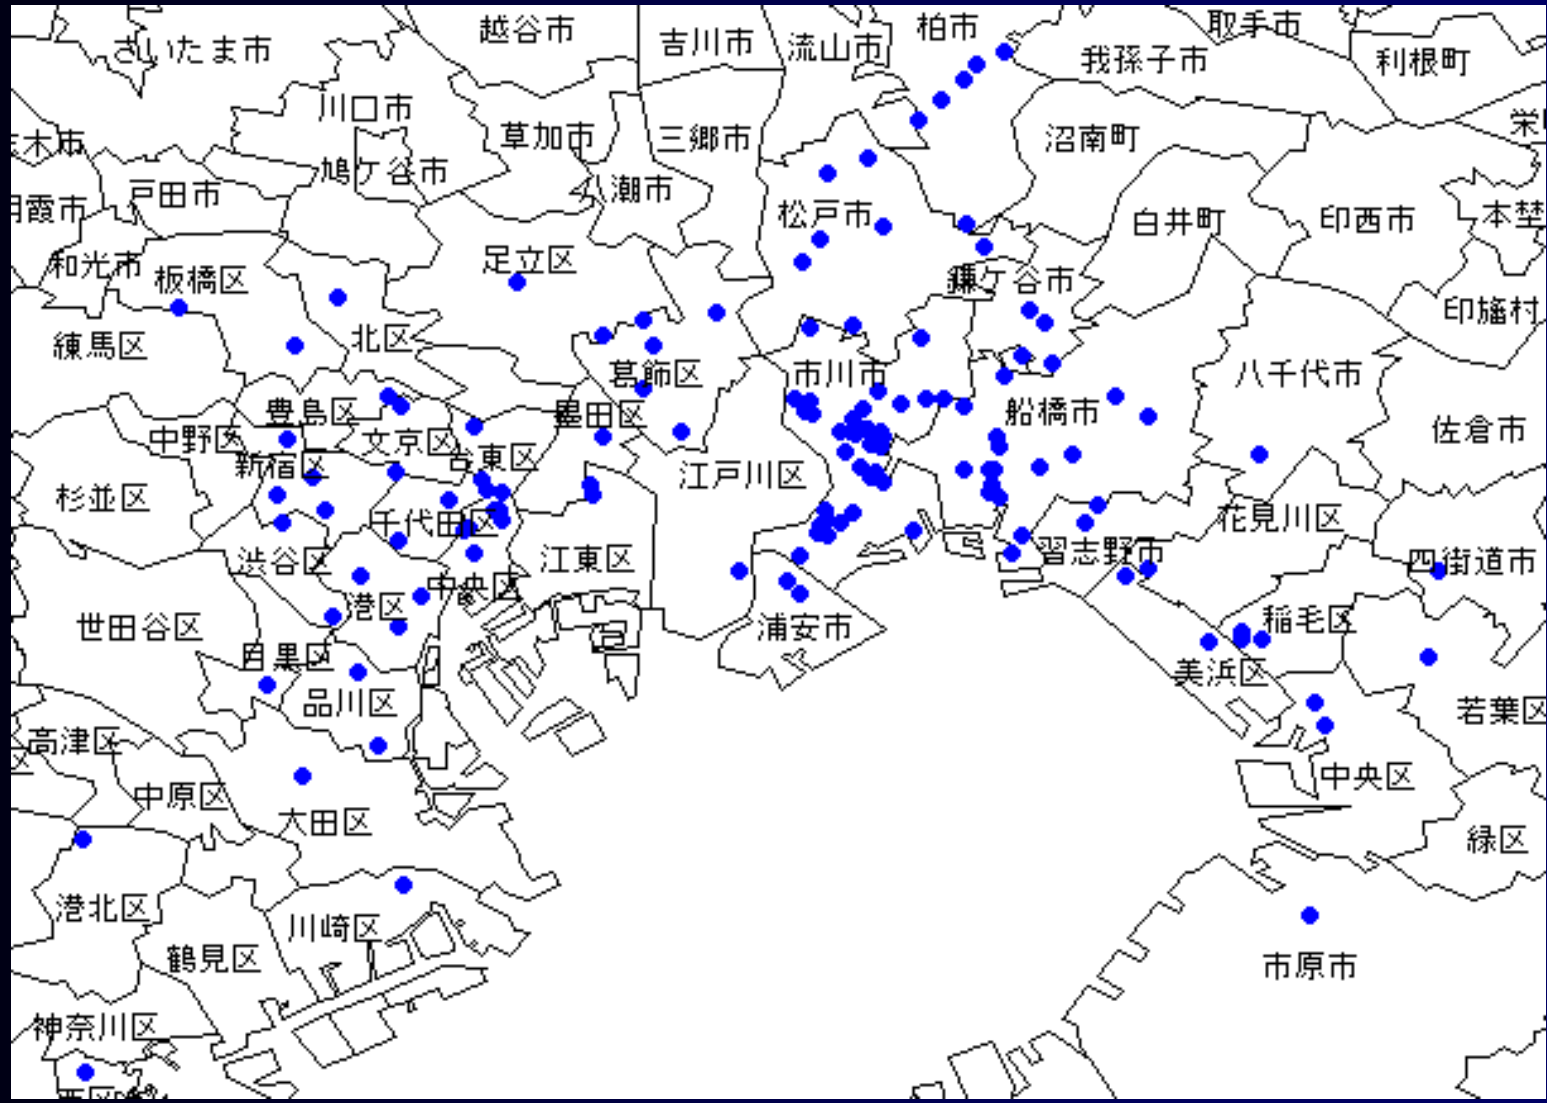 さいたま市
越谷市
吉川市
流山市
柏市
取手市
我孫子市
利根町
川口市
草加市
三郷市
沼南町
鳩ケ谷市
戸田市
八潮市
松戸市
白井町
印西市
和光市
板橋区
足立区
鎌ケ谷市
練馬区
北区
葛飾区
市川市
八千代市
豊島区
墨田区
船橋市
中野区
文京区
台東区
佐倉市
新宿区
杉並区
江戸川区
千代田区
花見川区
渋谷区
江東区
習志野市
四街道市
中央区
港区
世田谷区
浦安市
稲毛区
目黒区
美浜区
品川区
若葉区
高津区
中原区
中央区
大田区
緑区
港北区
川崎区
鶴見区
市原市
神奈川区
西区